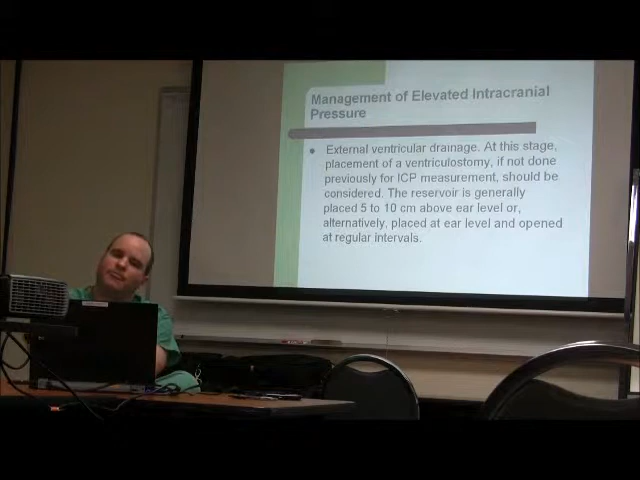 Management of Elevated Intracranial
Pressure
External ventricular drainage. At this stage,
placement of a ventriculostomy, if not done
previously for ICP measurement, should be
considered. The reservoir is generally
placed 5 to 10 cm above ear level or,
alternatively, placed at ear level and opened
at regular intervals.